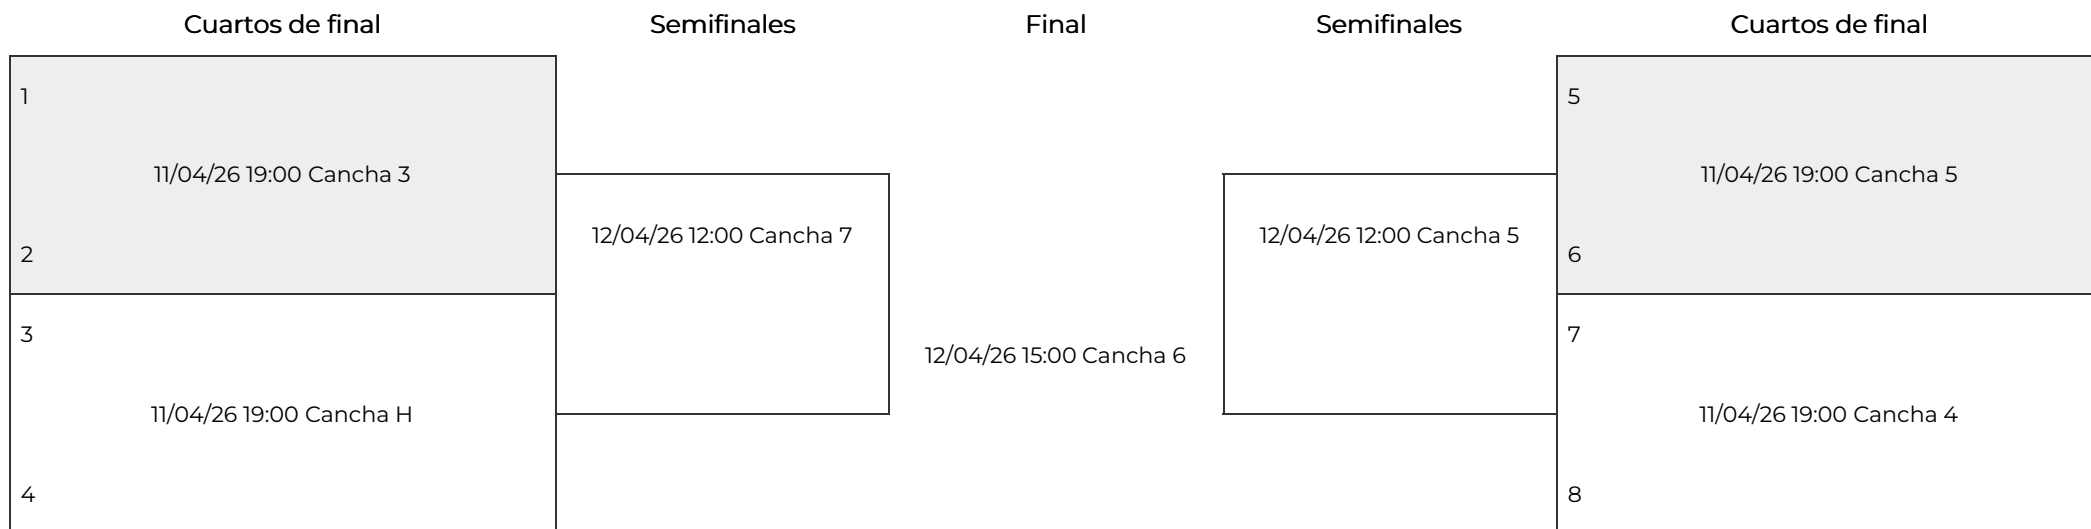 Cuartos de final
Semifinales
Final
Semifinales
Cuartos de final
1
11/04/26 19:00 Cancha 3
2
3
11/04/26 19:00 Cancha H
4
12/04/26 12:00 Cancha 7
12/04/26 15:00 Cancha 6
12/04/26 12:00 Cancha 5
5
11/04/26 19:00 Cancha 5
6
7
11/04/26 19:00 Cancha 4
8